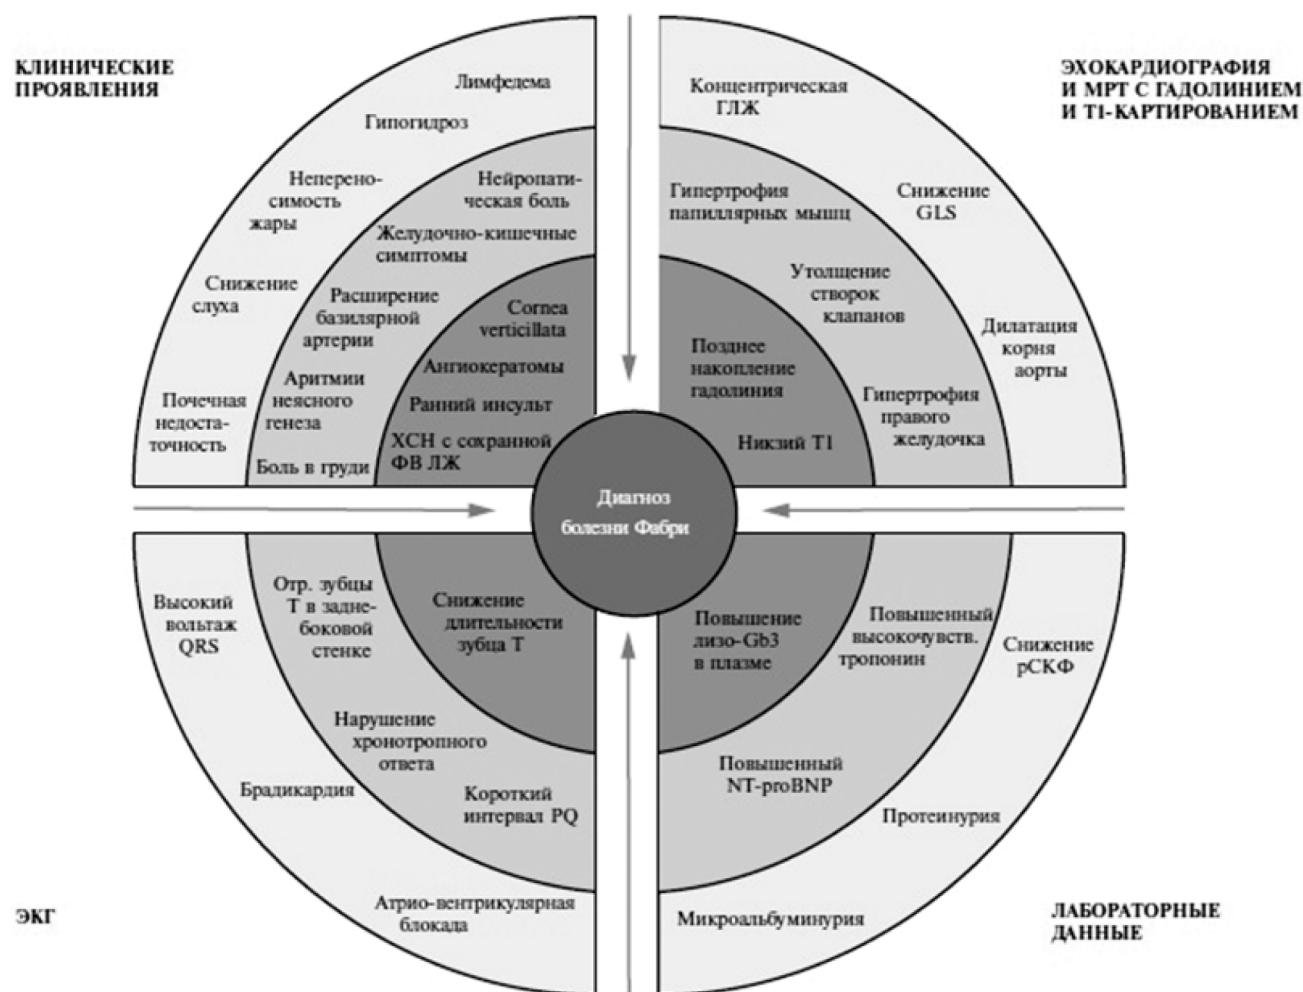 КЛИНИЧЕСКИЕ
ПРОЯВЛЕНИЯ
Лимфедема
Гипогидроз
Неперено-
симость
жары
Снижение
слуха
Почечная
недоста-
точность
Нейропати-
ческая боль
Желудочно-кишечные
симптомы
Расширение
базилярной
артерии
Аритмии
неясного
генеза
Боль в груди
Cornea
verticillata
Ангиокератомы
Ранний инсульт
ХСН с сохранной
ФВ ЛЖ
ЭХОКАРДИОГРАФИЯ
И МРТ С ГАДОЛИНИЕМ
И Т1-КАРТИРОВАНИЕМ
Концентрическая
ГЛЖ
Снижение
GLS
Дилатация
корня
аорты
Гипертрофия
папиллярных мышц
Утолщение
створок
клапанов
Гипертрофия
правого
желудочка
Позднее
накопление
гадолиния
Никзий Т1
Диагноз
болезни Фабри
Высокий
вольтаж
QRS
Брадикардия
Атрио-вентрикулярная
блокада
Отр. зубцы
Т в задне-
боковой
стенке
Нарушение
хронотропного
ответа
Короткий
интервал PQ
Снижение
длительности
зубца Т
ЭКГ
Повышение
лизо-Gb3
в плазме
Повышенный
высокочувств.
тропонин
Повышенный
NT-proBNP
Снижение
рСКФ
Протеинурия
Микроальбуминурия
ЛАБОРАТОРНЫЕ
ДАННЫЕ